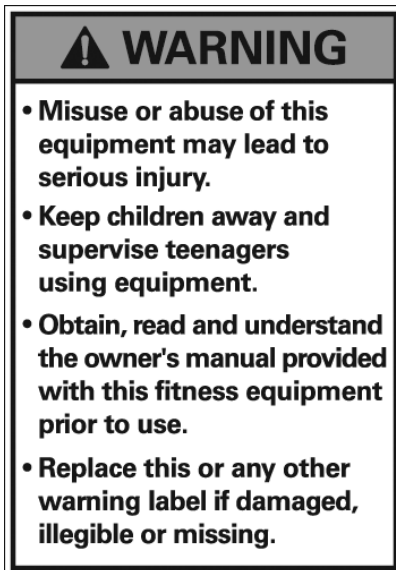 WARNING
• Misuse or abuse of this
equipment may lead to
serious injury.
• Keep children away and
supervise teenagers
using equipment.
• Obtain, read and understand
the owner's manual provided
with this fitness equipment
prior to use.
• Replace this or any other
warning label if damaged,
illegible or missing.